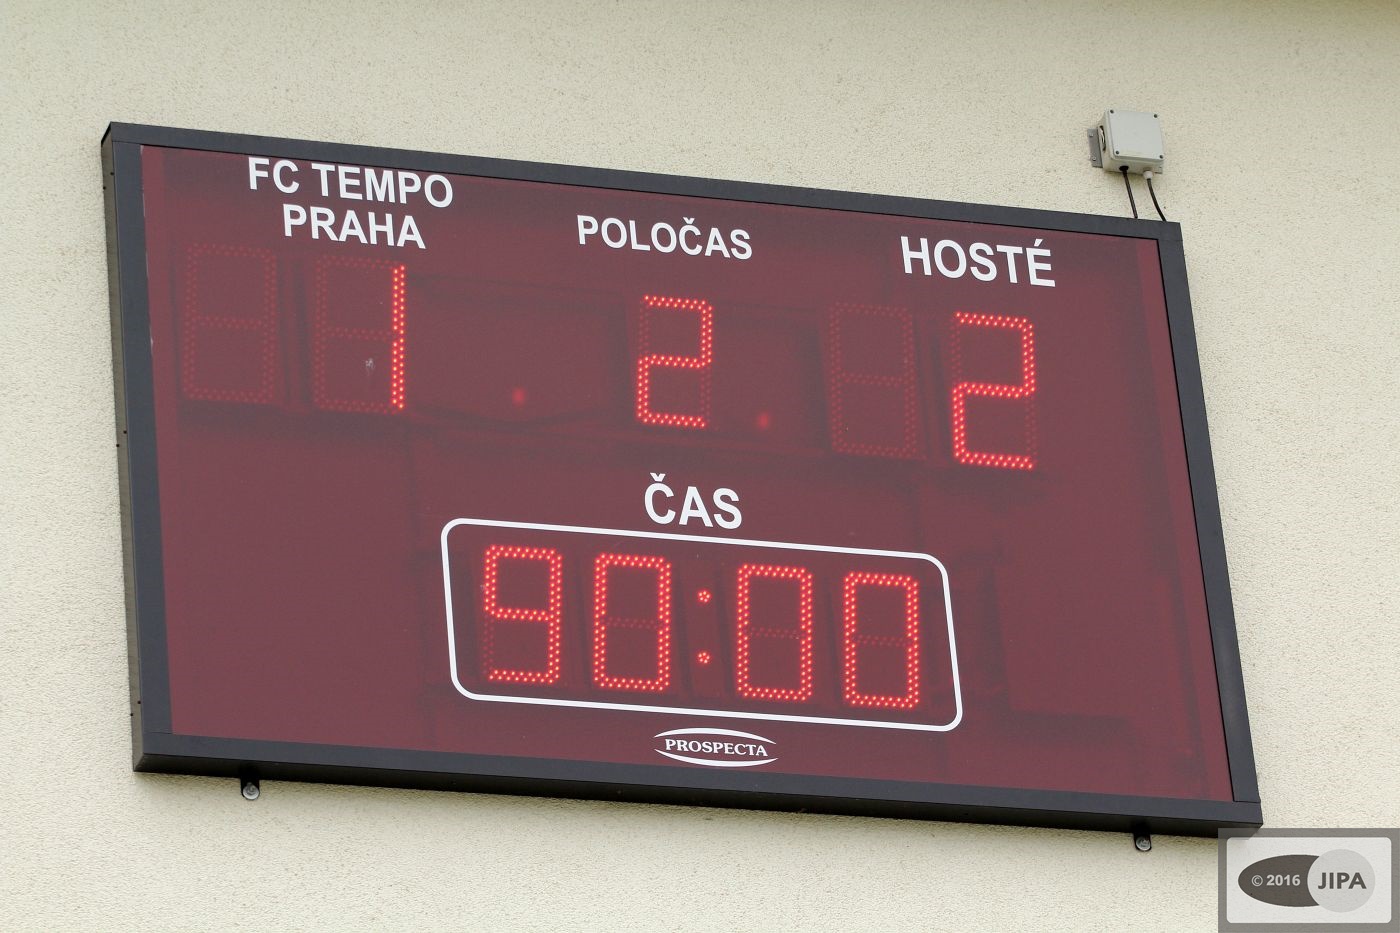 FC TEMPO
PRAHA
POLOČAS
HOSTÉ
1
2
2
ČAS
90:00
PROSPECTA
© 2016 JIPA